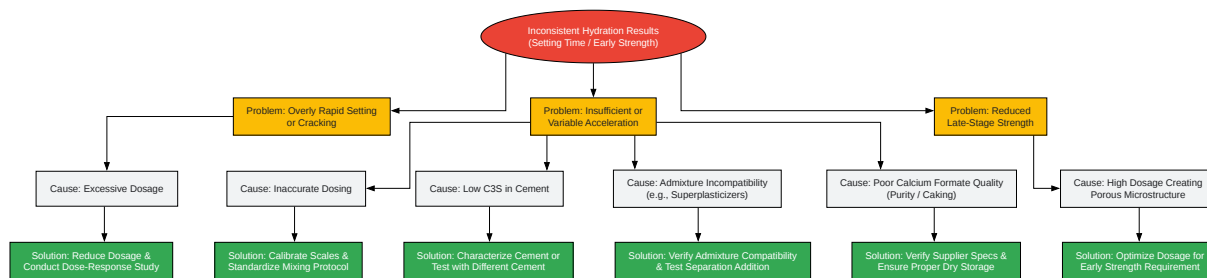 Inconsistent Hydration Results
(Setting Time / Early Strength)
Problem: Overly Rapid Setting
or Cracking
Problem: Insufficient or
Variable Acceleration
Problem: Reduced
Late-Stage Strength
Cause: Excessive Dosage
Cause: Inaccurate Dosing
Cause: Low C3S in Cement
Cause: Admixture Incompatibility
(e.g., Superplasticizers)
Cause: Poor Calcium Formate Quality
(Purity / Caking)
Cause: High Dosage Creating
Porous Microstructure
Solution: Reduce Dosage &
Conduct Dose-Response Study
Solution: Calibrate Scales &
Standardize Mixing Protocol
Solution: Characterize Cement or
Test with Different Cement
Solution: Verify Admixture Compatibility
& Test Separation Addition
Solution: Verify Supplier Specs &
Ensure Proper Dry Storage
Solution: Optimize Dosage for
Early Strength Requirement